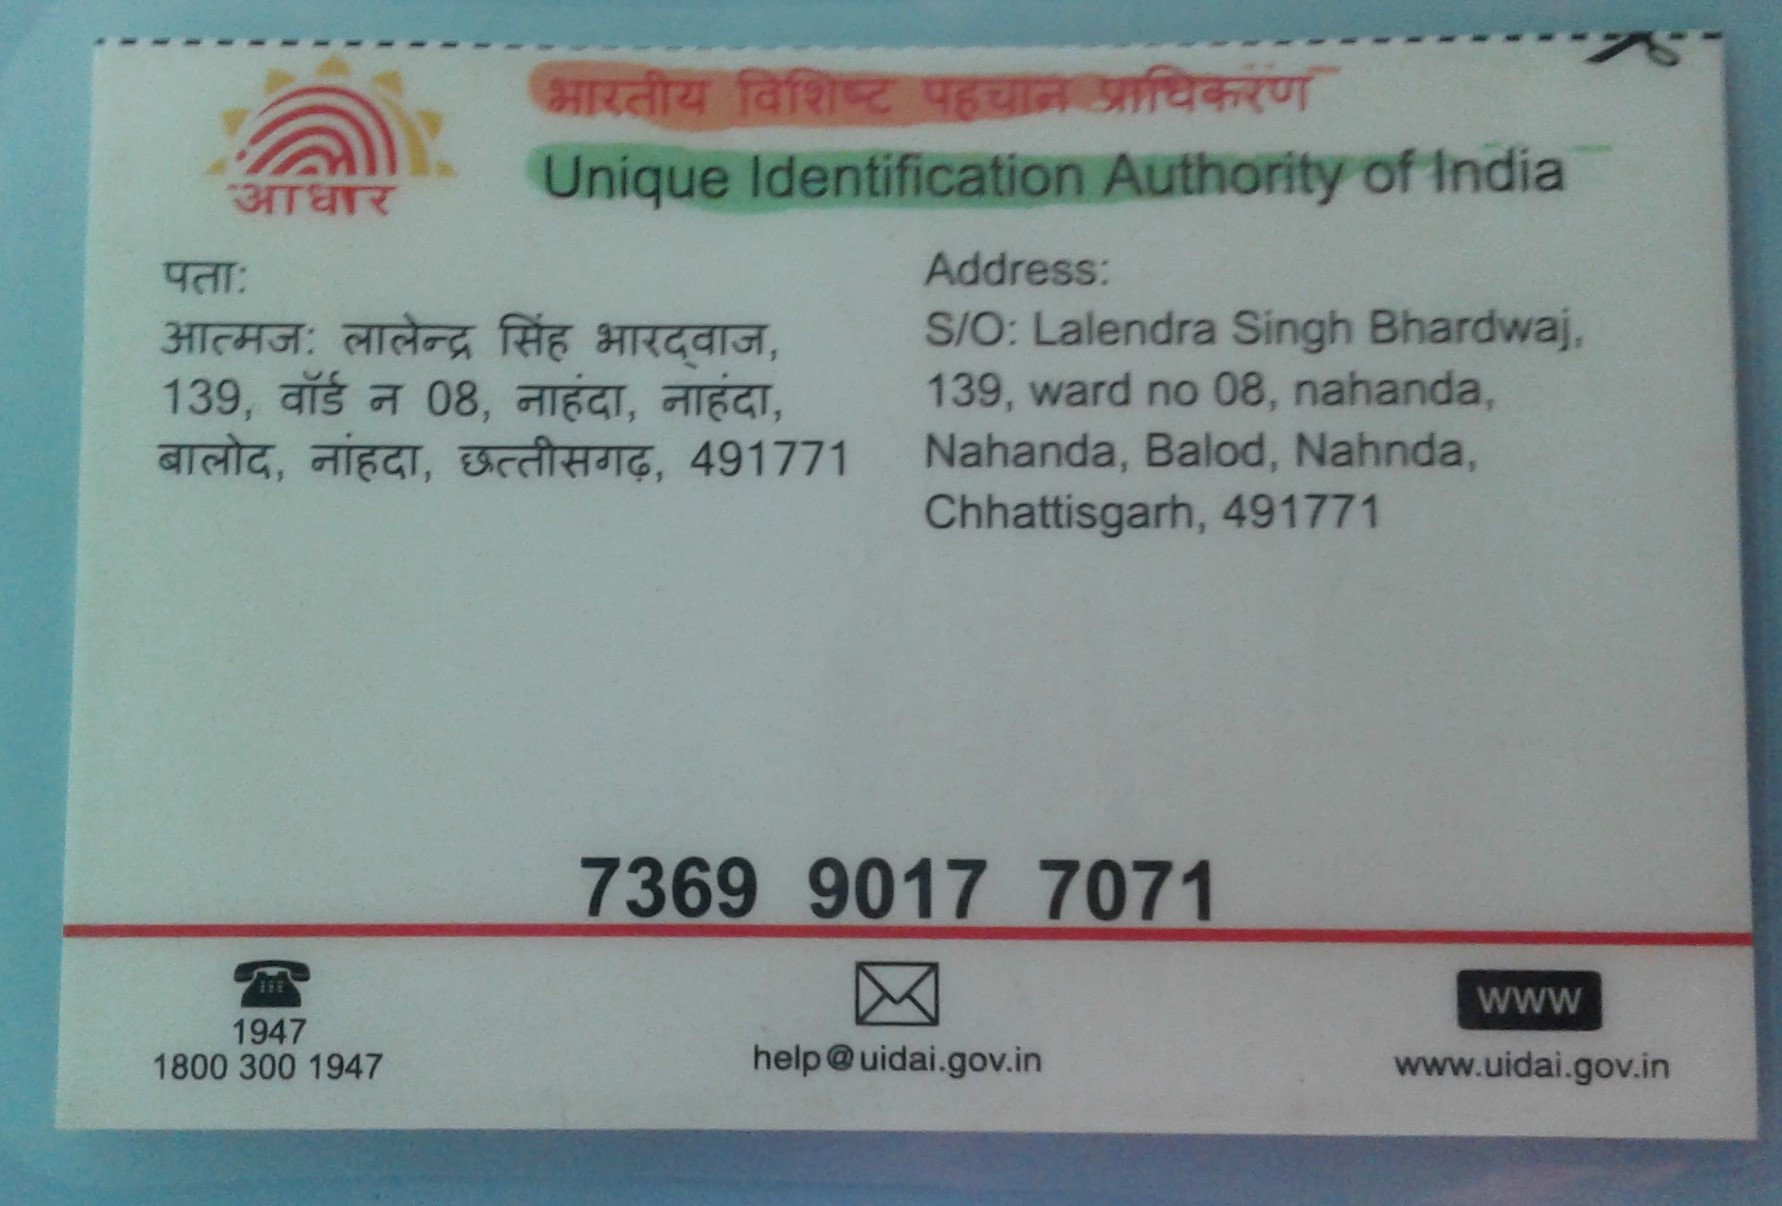 आधार
भारतीय विशिष्ट पहचान प्राधिकरण
Unique Identification Authority of India
पता:
आत्मज: लालेन्द्र सिंह भारद्वाज,
139, वॉर्ड न 08, नाहंदा, नाहंदा,
बालोद, नांहदा, छत्तीसगढ़, 491771
Address:
S/O: Lalendra Singh Bhardwaj,
139, ward no 08, nahanda,
Nahanda, Balod, Nahnda,
Chhattisgarh, 491771
7369 9017 7071
1947
1800 300 1947
help@uidai.gov.in
WWW
www.uidai.gov.in